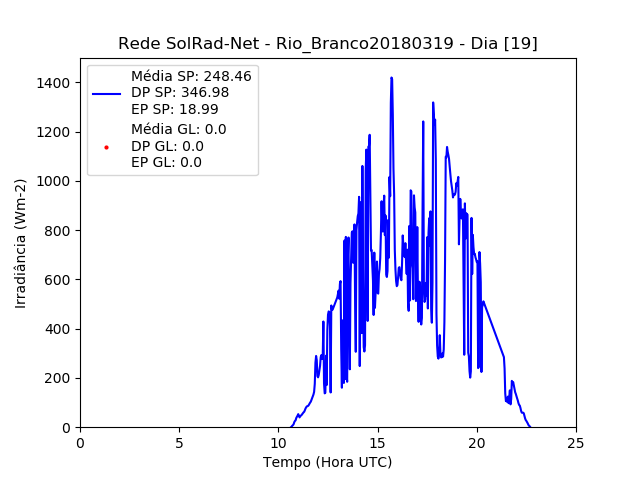 Rede SolRad-Net - Rio_Branco20180319 - Dia [19]
Média SP: 248.46
DP SP: 346.98
EP SP: 18.99
Média GL: 0.0
DP GL: 0.0
EP GL: 0.0
1400
1200
1000
800
600
400
200
0
Irradiância (Wm-2)
0 5 10 15 20 25
Tempo (Hora UTC)